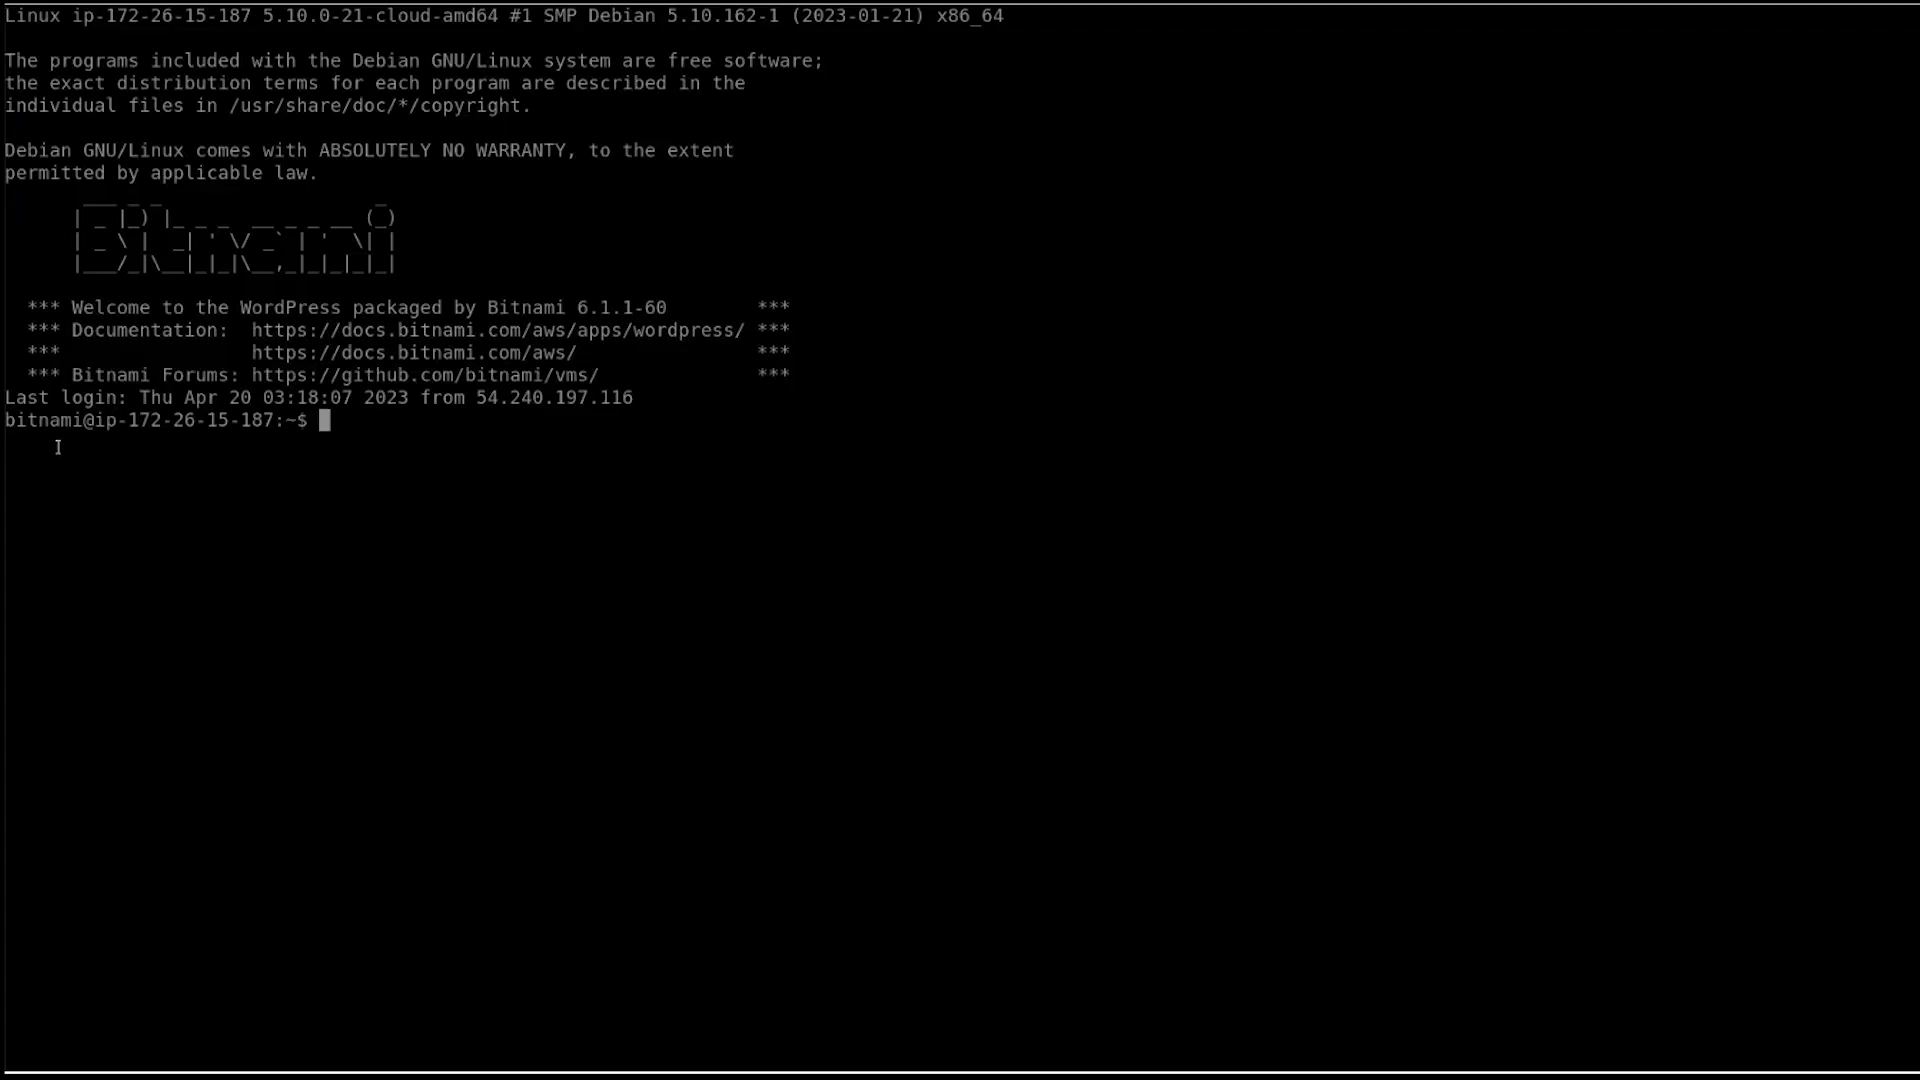 Linux ip-172-26-15-187 5.10.0-21-cloud-amd64 #1 SMP Debian 5.10.162-1 (2023-01-21) x86_64
The programs included with the Debian GNU/Linux system are free software;
the exact distribution terms for each program are described in the
individual files in /usr/share/doc/*/copyright.
Debian GNU/Linux comes with ABSOLUTELY NO WARRANTY, to the extent
permitted by applicable law.
Bitnami
*** Welcome to the WordPress packaged by Bitnami 6.1.1-60 ***
*** Documentation: https://docs.bitnami.com/aws/apps/wordpress/ ***
*** https://docs.bitnami.com/aws/ ***
*** Bitnami Forums: https://github.com/bitnami/vms/ ***
Last login: Thu Apr 20 03:18:07 2023 from 54.240.197.116
bitnami@ip-172-26-15-187:~$